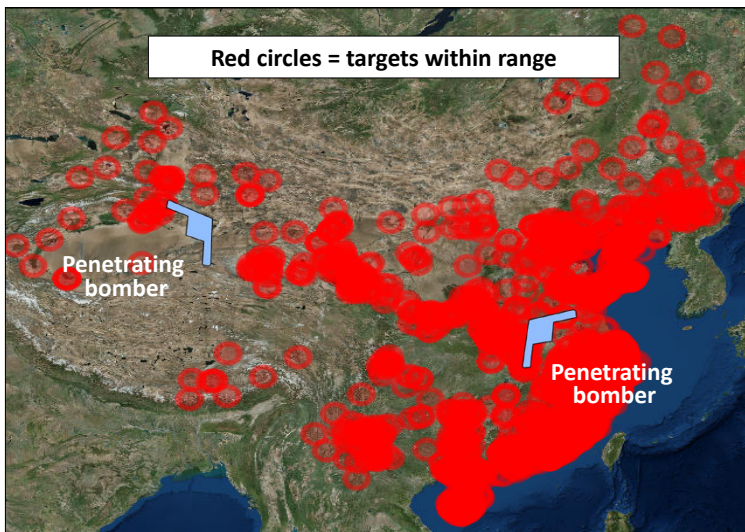 Red circles = targets within range
Penetrating
bomber
Penetrating
bomber